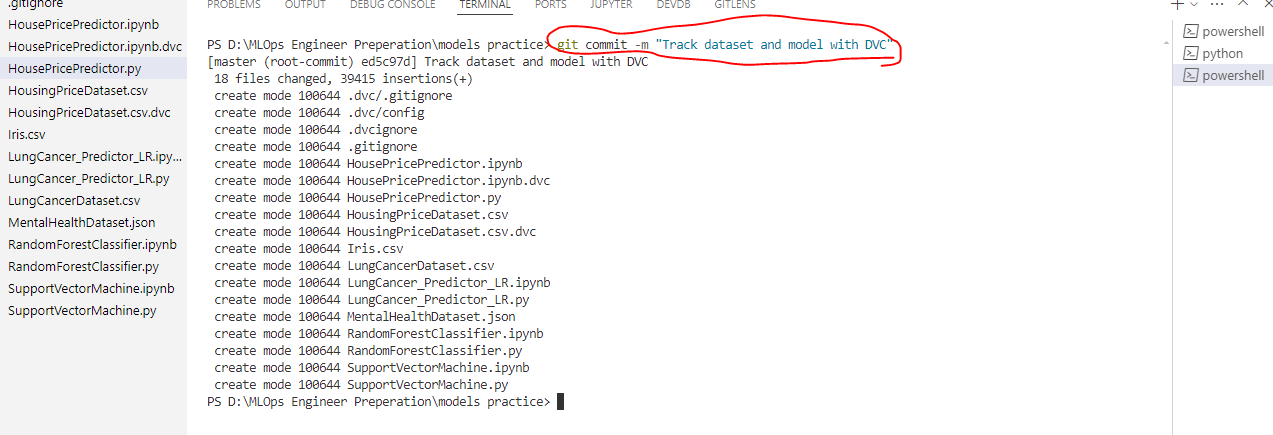 .gitignore
HousePricePredictor.ipynb
HousePricePredictor.ipynb.dvc
HousePricePredictor.py
HousingPriceDataset.csv
HousingPriceDataset.csv.dvc
Iris.csv
LungCancer_Predictor_LR.ipy...
LungCancer_Predictor_LR.py
LungCancerDataset.csv
MentalHealthDataset.json
RandomForestClassifier.ipynb
RandomForestClassifier.py
SupportVectorMachine.ipynb
SupportVectorMachine.py
PROBLEMS OUTPUT DEBUG CONSOLE TERMINAL PORTS JUPYTER DEVDB GITLENS
PS D:\MLOps Engineer Preperation\models practice> git commit -m "Track dataset and model with DVC"
[master (root-commit) ed5c97d] Track dataset and model with DVC
18 files changed, 39415 insertions(+)
create mode 100644 .dvc/.gitignore
create mode 100644 .dvc/config
create mode 100644 .dvcignore
create mode 100644 .gitignore
create mode 100644 HousePricePredictor.ipynb
create mode 100644 HousePricePredictor.ipynb.dvc
create mode 100644 HousePricePredictor.py
create mode 100644 HousingPriceDataset.csv
create mode 100644 HousingPriceDataset.csv.dvc
create mode 100644 Iris.csv
create mode 100644 LungCancerDataset.csv
create mode 100644 LungCancer_Predictor_LR.ipynb
create mode 100644 LungCancer_Predictor_LR.py
create mode 100644 MentalHealthDataset.json
create mode 100644 RandomForestClassifier.ipynb
create mode 100644 RandomForestClassifier.py
create mode 100644 SupportVectorMachine.ipynb
create mode 100644 SupportVectorMachine.py
PS D:\MLOps Engineer Preperation\models practice>
powershell
python
powershell